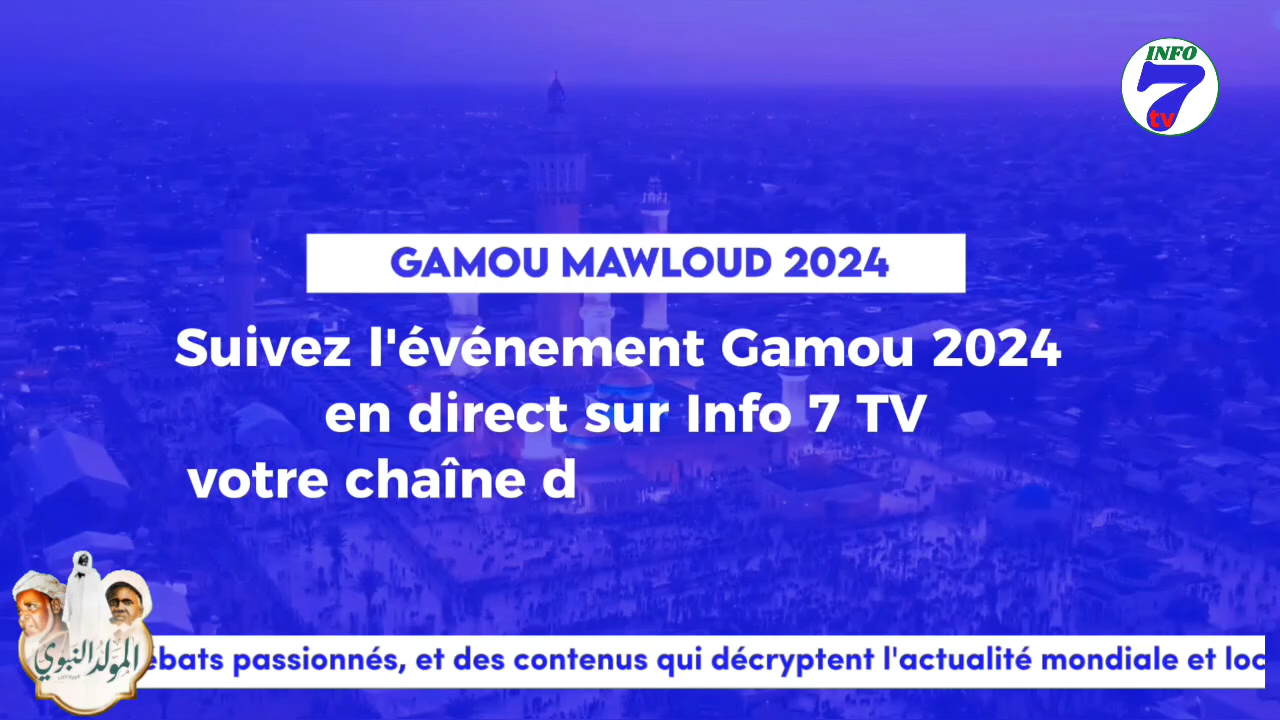 INFO
7
tv
GAMOU MAWLOUD 2024
Suivez l'événement Gamou 2024
en direct sur Info 7 TV
votre chaîne d
المولد النبوي
ébats passionnés, et des contenus qui décryptent l'actualité mondiale et loc